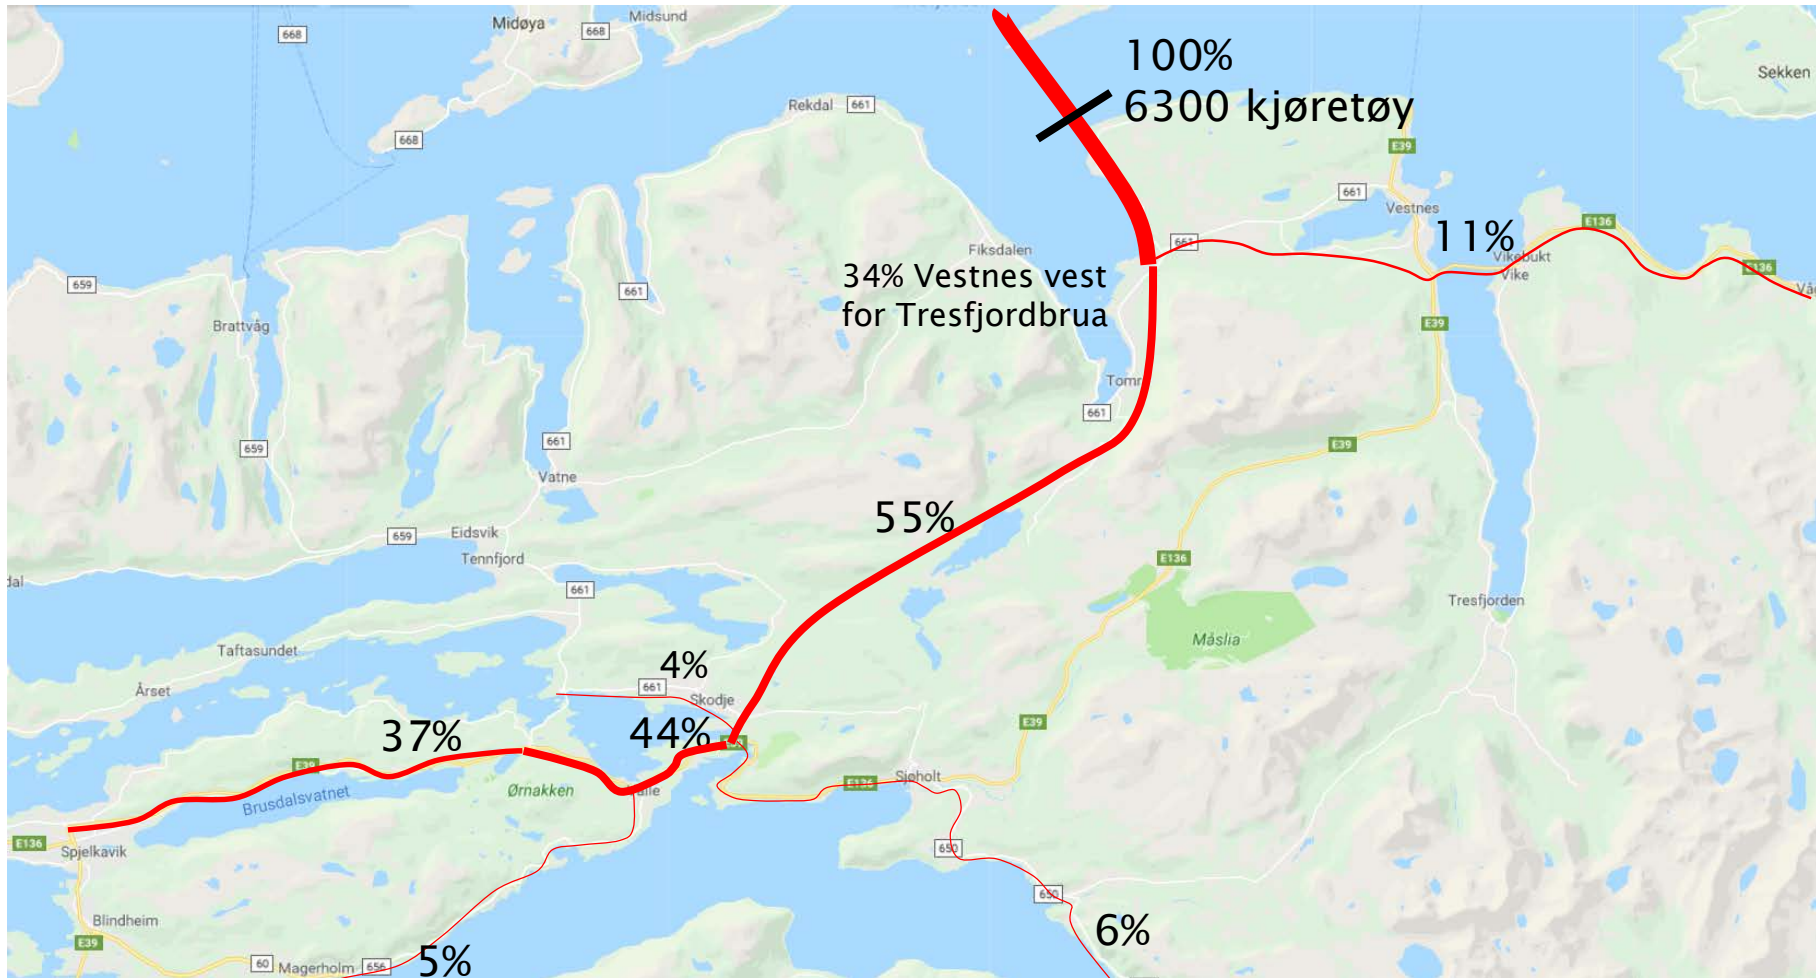 Midøya
Midsund
668
668
100%
6300 kjøretøy
Sekken
Rekdal
661
668
E39
661
Vestnes
E136
11%
661
Fiksdalen
Vikebukt
Vike
E136
34% Vestnes vest
for Tresfjordbrua
659
661
Brattvåg
E39
Tomr
661
661
E39
659
Vatne
55%
Eidsvik
659
Tennfjord
E136
661
Tresfjorden
Måslia
Taftasundet
4%
Årset
661
Skodje
37%
44%
E39
E39
Sjøholt
E136
Ørnakken
Brusdalsvatnet
E136
Spjelkavik
650
650
Blindheim
6%
E39
60
Magerholm
656
5%